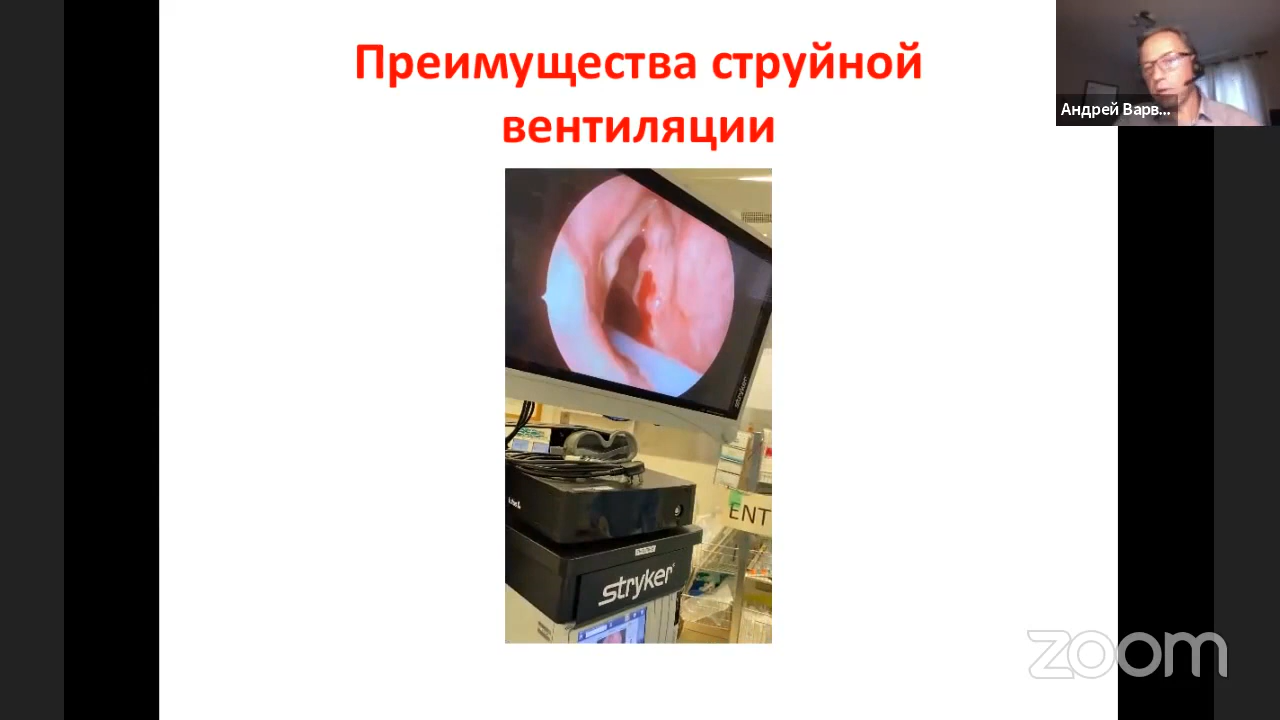 Преимущества струйной
вентиляции
Андрей Варв...
stryker
ENT
stryker
zoom